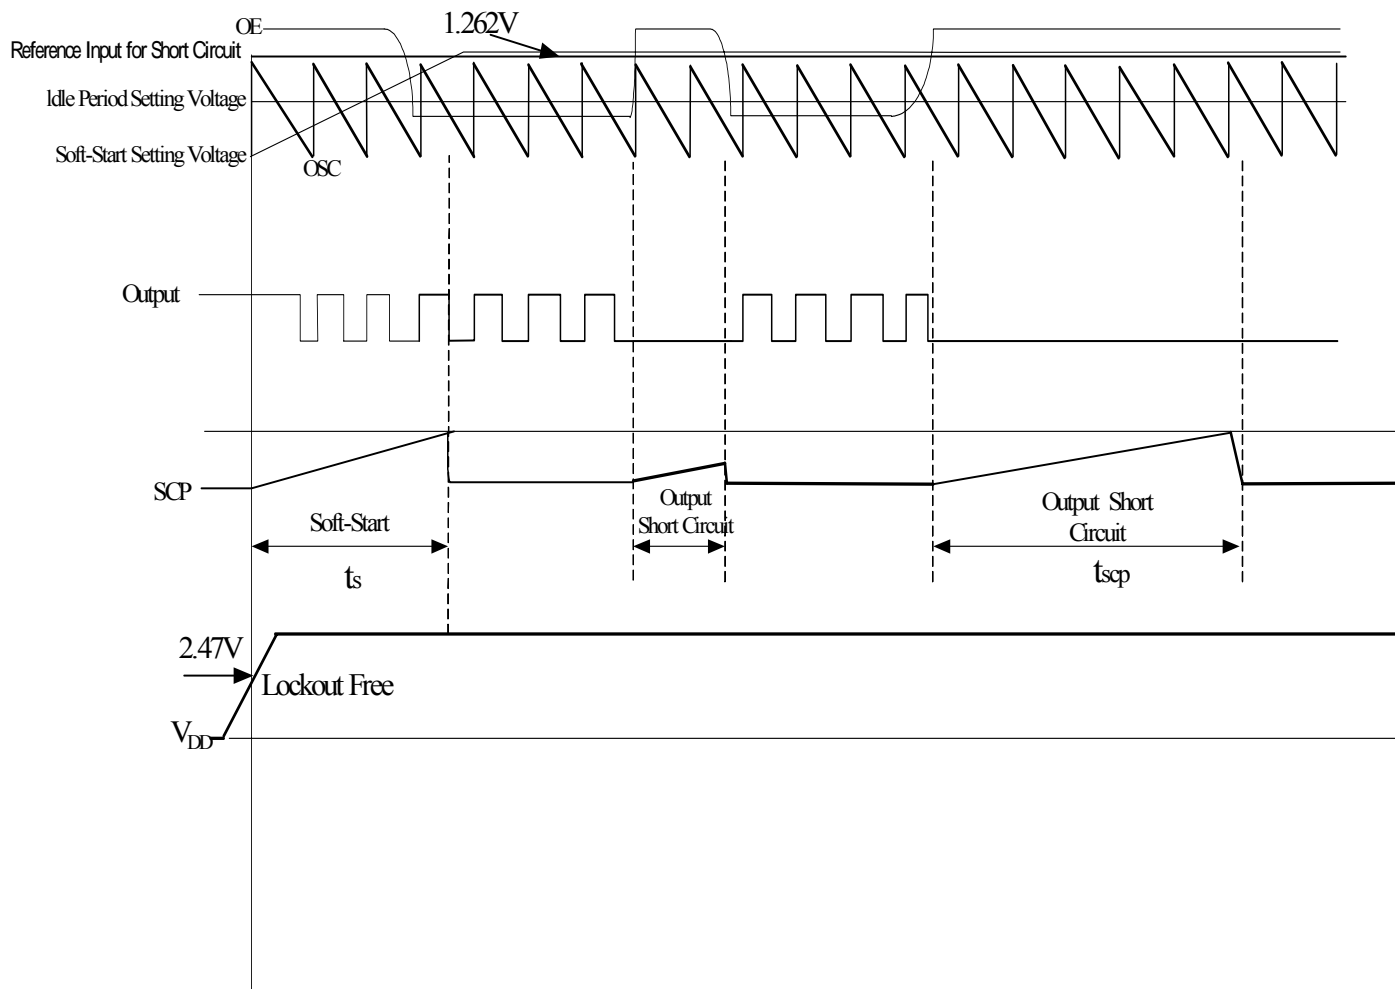 OE
1.262V
Reference Input for Short Circuit
Idle Period Setting Voltage
Soft-Start Setting Voltage
OSC
Output
SCP
Soft-Start
ts
Output
Short Circuit
Output Short
Circuit
tscp
2.47V
Lockout Free
VDD